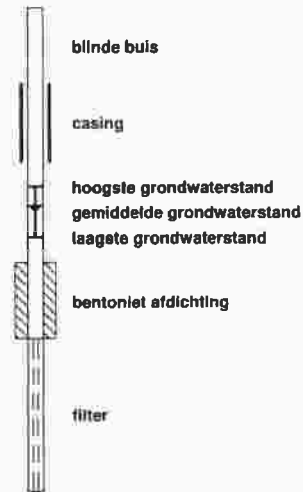 blinde buis
casing
hoogste grondwaterstand
gemiddelde grondwaterstand
laagste grondwaterstand
bentoniet afdichting
filter